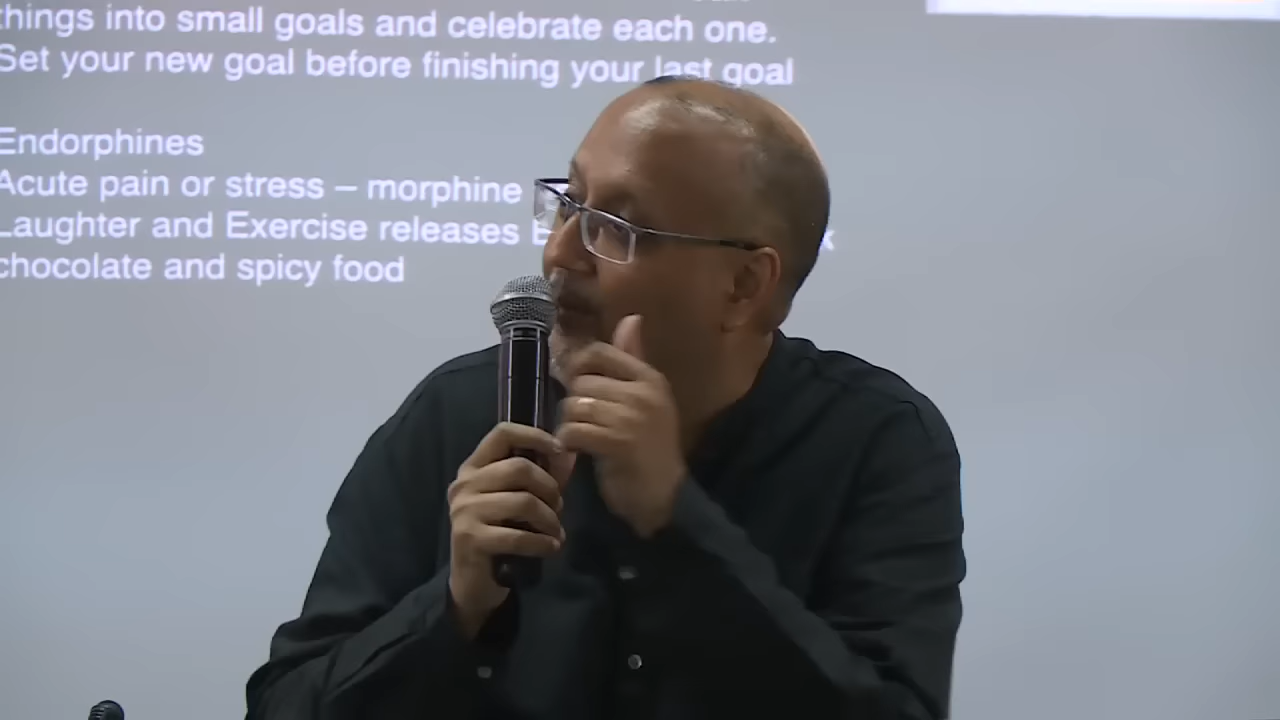 things into small goals and celebrate each one.
Set your new goal before finishing your last goal
Endorphines
Acute pain or stress – morphine
Laughter and Exercise releases
chocolate and spicy food